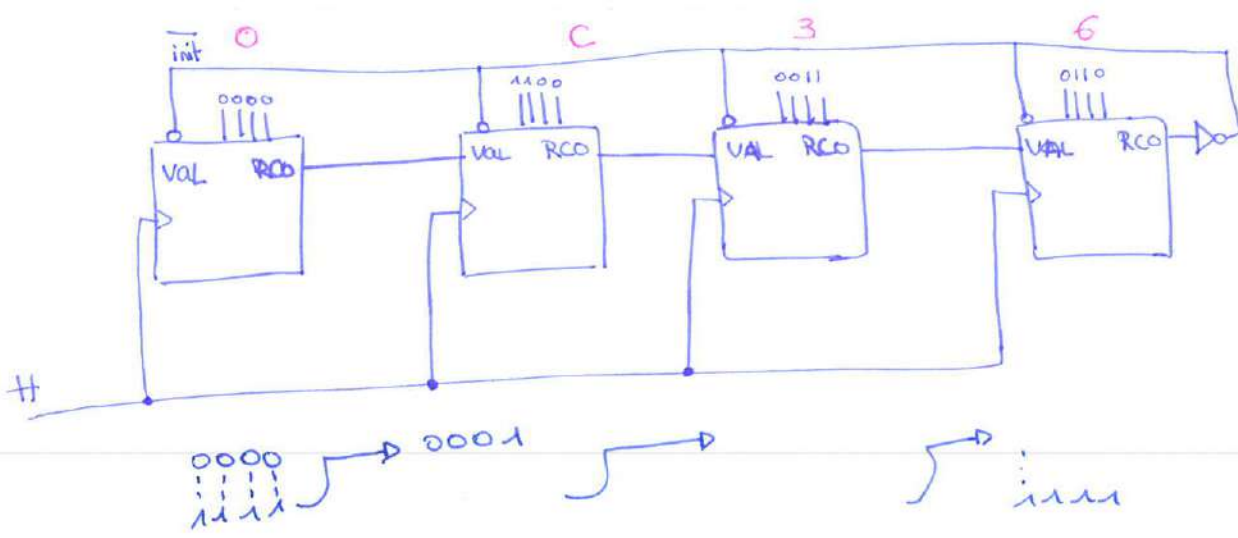 0 C 3 6
init
0000 1100 0011 0110
VAL RCO VAL RCO VAL RCO VAL RCO
H
0000 0001
1111 1111